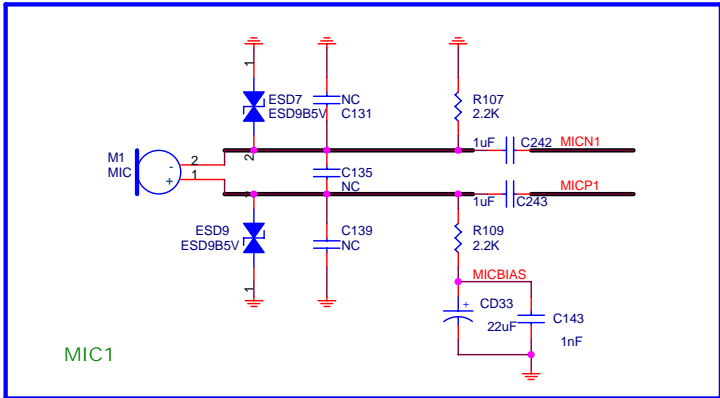 1
ESD7
ESD9B5V
NC
C131
R107
2.2K
1uF
C242
MICN1
M1
MIC
-
2
+
1
2
C135
NC
MICP1
1uF
C243
ESD9
ESD9B5V
C139
NC
R109
2.2K
1
MICBIAS
+
CD33
22uF
C143
1nF
MIC1